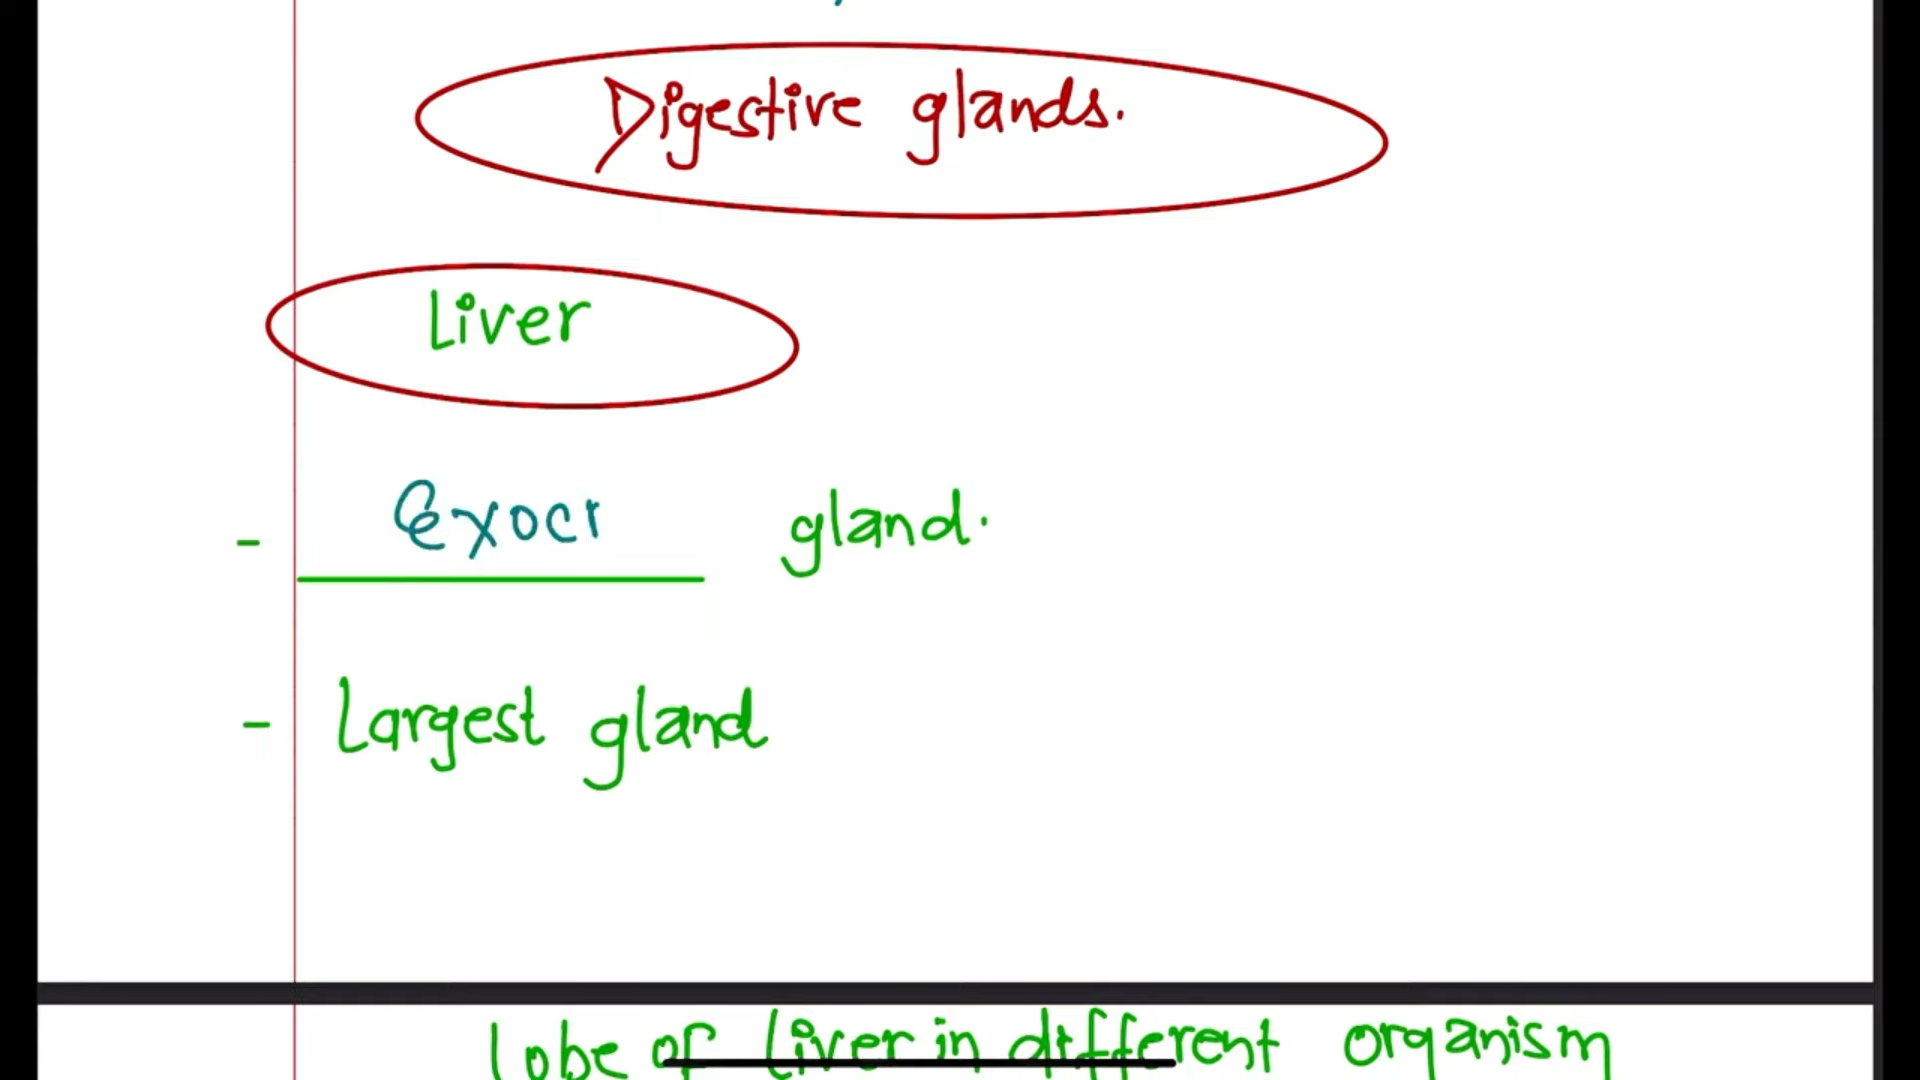 Digestive glands.
Liver
- Exocr gland.
- Largest gland
Lobe of liver in different organism